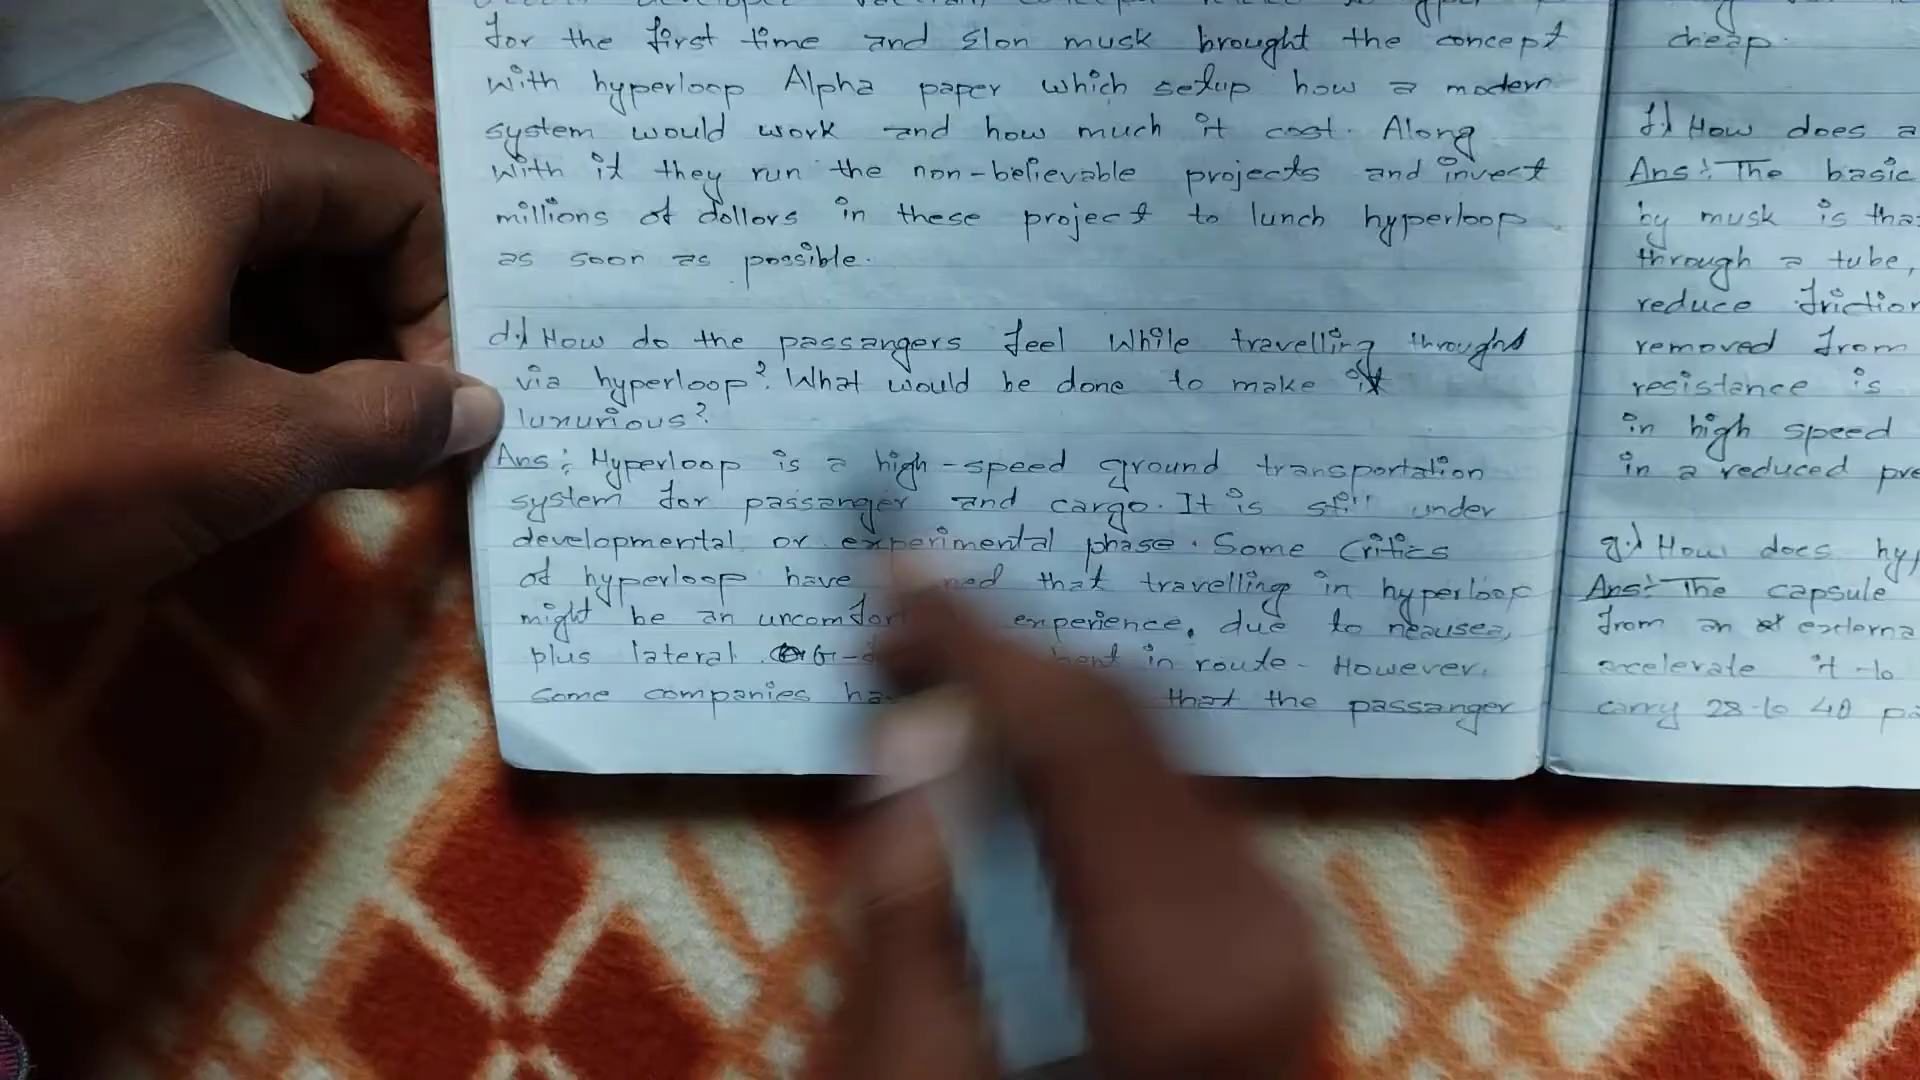 for the first time and Elon musk brought the concept
with hyperloop Alpha paper which setup how a modern
system would work and how much it cost. Along
with it they run the non-believable projects and invest
millions of dollors in these project to lunch hyperloop
as soon as possible.
d.) How do the passangers feel while travelling throught
via hyperloop? What would be done to make it
luxurious?
Ans: Hyperloop is a high-speed ground transportation
system for passanger and cargo. It is still under
developmental or experimental phase. Some Critics
of hyperloop have that travelling in hyperloop
might be an experience, due to neausea,
plus lateral in route. However,
some companies that the passanger
cheap.
f.) How does a
Ans: The basic
by musk is
through a tube,
reduce friction
removed from
resistance is
in high speed
in a reduced
g.) How does
Ans: The capsule
from an
accelerate it to
carry 28 to 40